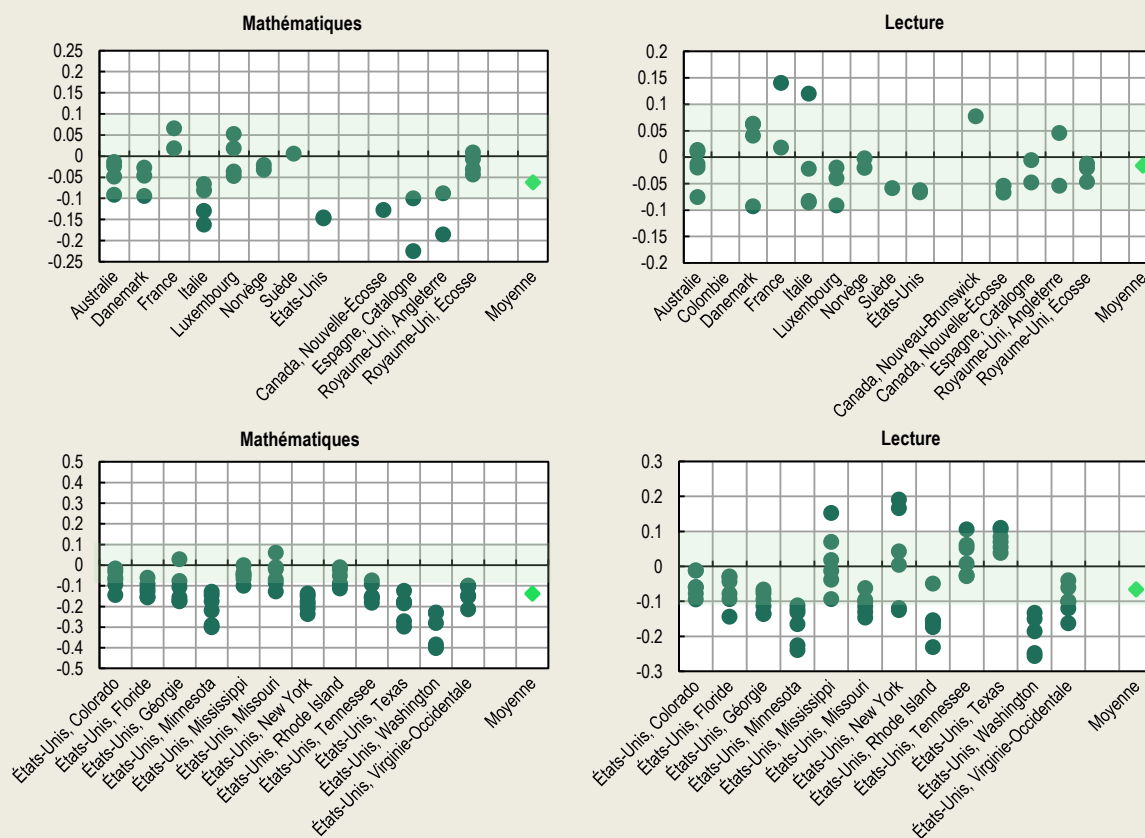 Mathématiques
0.25
0.2
0.15
0.1
0.05
0
-0.05
-0.1
-0.15
-0.2
-0.25
Australie
Danemark
France
Italie
Luxembourg
Norvège
Suède
États-Unis
Canada, Nouvelle-Écosse
Espagne, Catalogne
Royaume-Uni, Angleterre
Royaume-Uni, Écosse
Moyenne
Lecture
0.2
0.15
0.1
0.05
0
-0.05
-0.1
-0.15
-0.2
Australie
Colombie
Danemark
France
Italie
Luxembourg
Norvège
Suède
États-Unis
Canada, Nouveau-Brunswick
Canada, Nouvelle-Écosse
Espagne, Catalogne
Royaume-Uni, Angleterre
Royaume-Uni, Écosse
Moyenne
Mathématiques
0.5
0.4
0.3
0.2
0.1
0
-0.1
-0.2
-0.3
-0.4
-0.5
États-Unis, Colorado
États-Unis, Floride
États-Unis, Géorgie
États-Unis, Minnesota
États-Unis, Mississippi
États-Unis, Missouri
États-Unis, New York
États-Unis, Rhode Island
États-Unis, Tennessee
États-Unis, Texas
États-Unis, Washington
États-Unis, Virginie-Occidentale
Moyenne
Lecture
0.3
0.2
0.1
0
-0.1
-0.2
-0.3
États-Unis, Colorado
États-Unis, Floride
États-Unis, Géorgie
États-Unis, Minnesota
États-Unis, Mississippi
États-Unis, Missouri
États-Unis, New York
États-Unis, Rhode Island
États-Unis, Tennessee
États-Unis, Texas
États-Unis, Washington
États-Unis, Virginie-Occidentale
Moyenne